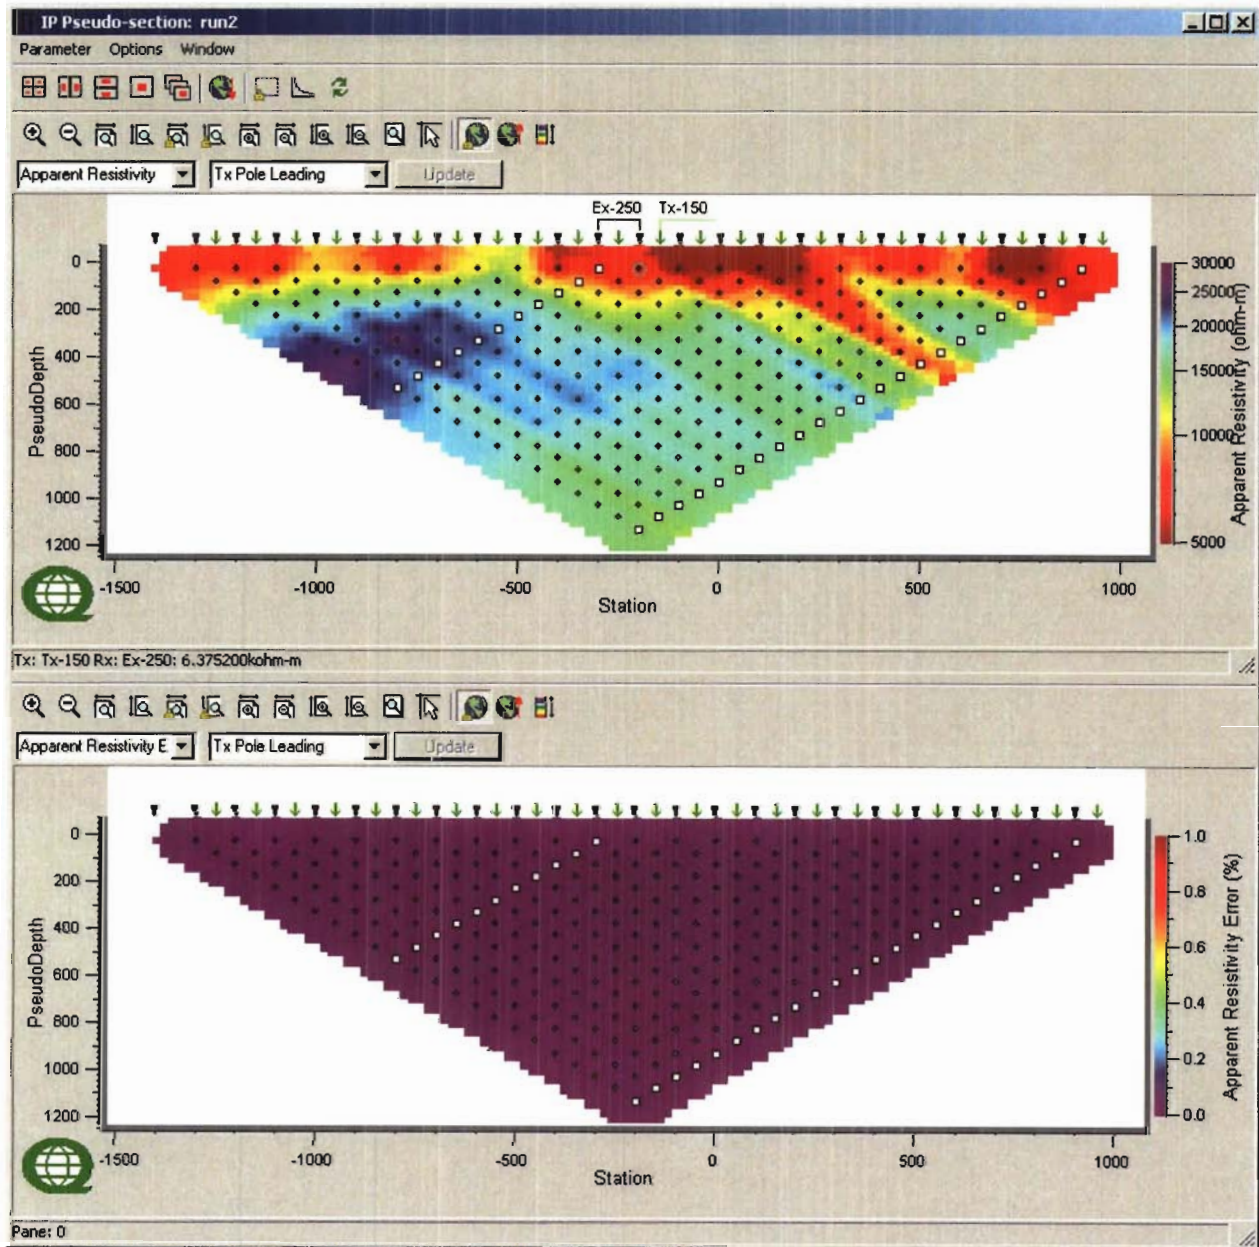 IP Pseudo-section: run2
Parameter Options Window
Apparent Resistivity Tx Pole Leading Update
Ex-250 Tx-150
PseudoDepth
0
200
400
600
800
1000
1200
-1500 -1000 -500 0 500 1000
Station
30000
25000
20000
15000
10000
5000
Apparent Resistivity (ohm-m)
Tx: Tx-150 Rx: Ex-250: 6.375200kohm-m
Apparent Resistivity E Tx Pole Leading Update
PseudoDepth
0
200
400
600
800
1000
1200
-1500 -1000 -500 0 500 1000
Station
1.0
0.8
0.6
0.4
0.2
0.0
Apparent Resistivity Error (%)
Pane: 0